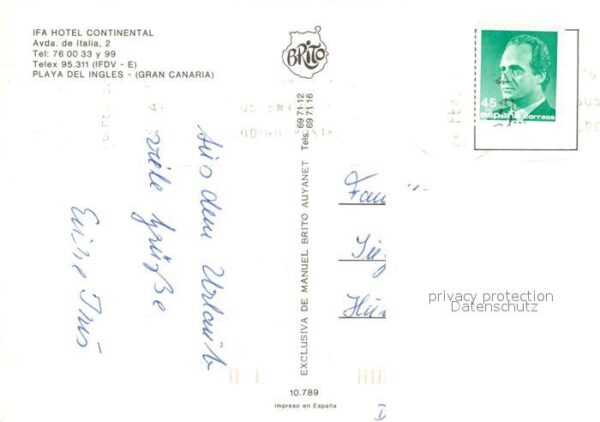 IFA HOTEL CONTINENTAL
Avda. de Italia, 2
Tel: 76 00 33 y 99
Telex 95.311 (IFDV - E)
PLAYA DEL INGLES - (GRAN CANARIA)
BRITO
45
españa correos
Aus dem Urlaub
viele Grüße
EXCLUSIVA DE MANUEL BRITO AUYANET Tels. 69 71 12
69 71 16
Fam
privacy protection
Datenschutz
10.789
Impreso en España
D